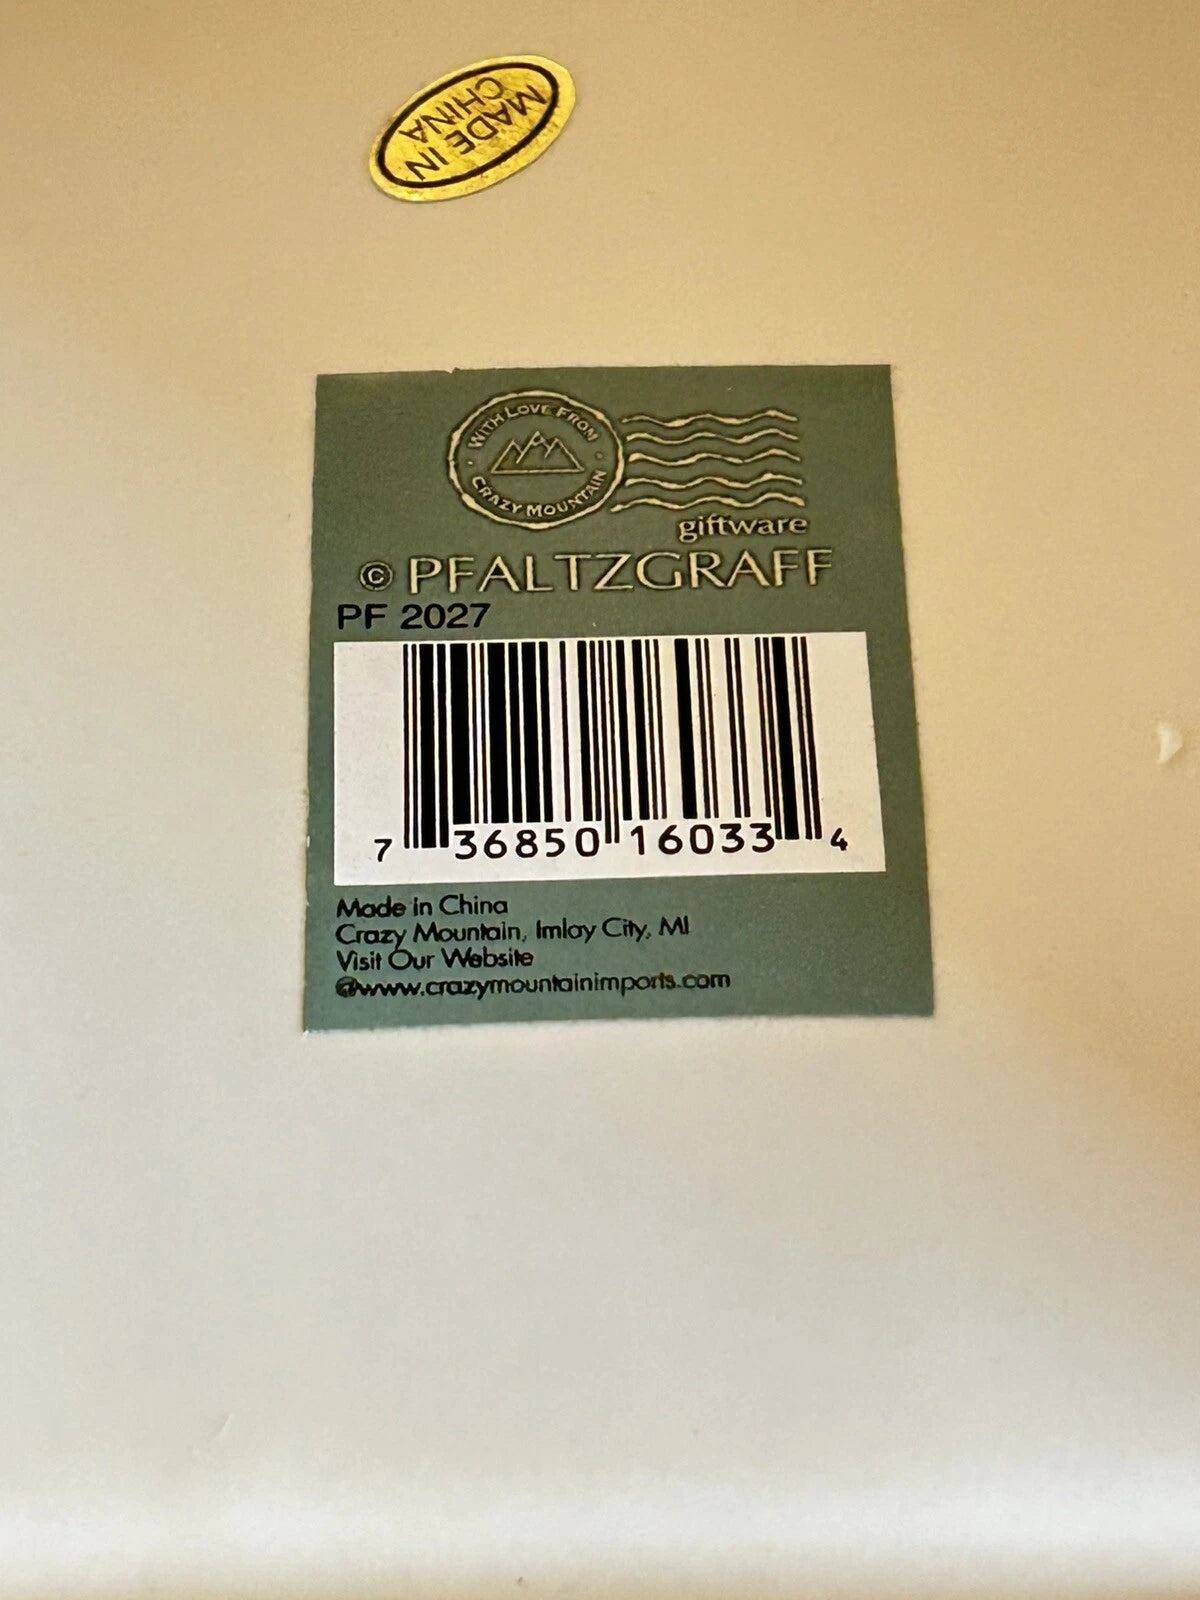 MADE IN
CHINA
WITH LOVE FROM
CRAZY MOUNTAIN
giftware
© PFALTZGRAFF
PF 2027
7 36850 16033 4
Made in China
Crazy Mountain, Imlay City, MI
Visit Our Website
@www.crazymountainimports.com